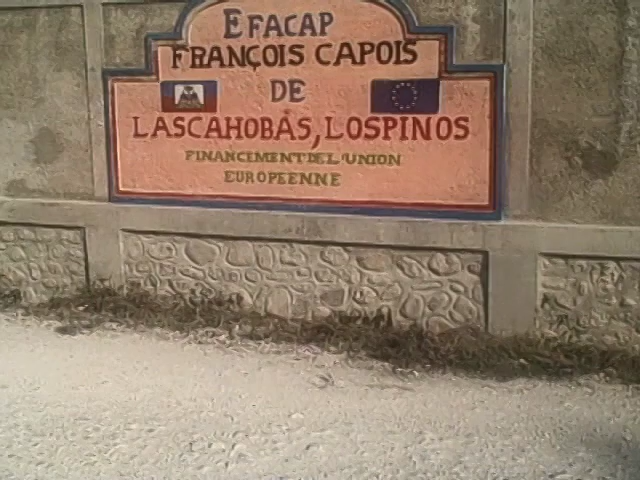 EFACAP
FRANÇOIS CAPOIS
DE
LASCAHOBAS, LOSPINOS
FINANCEMENT DE L'UNION
EUROPEENNE